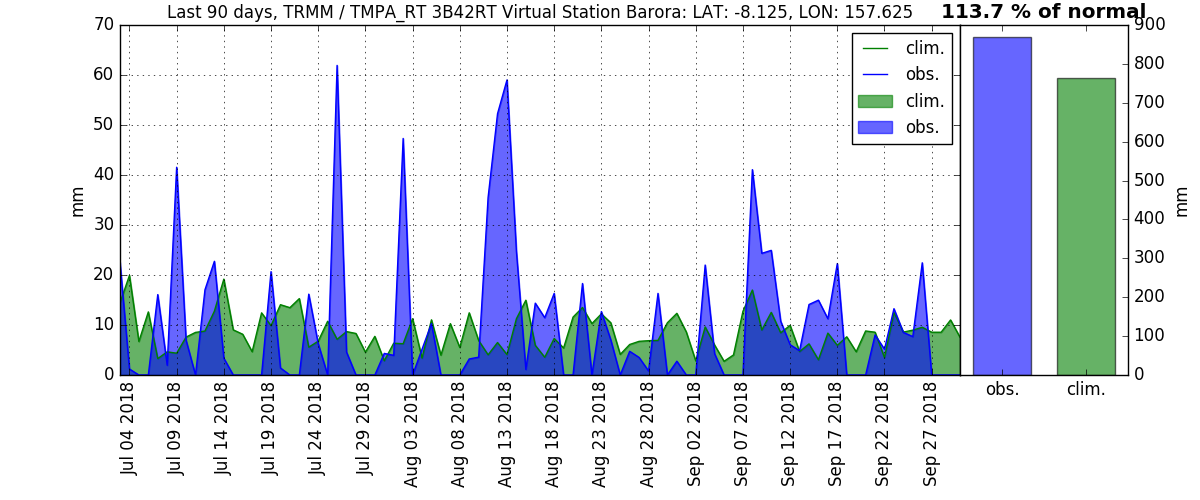 Last 90 days, TRMM / TMPA_RT 3B42RT Virtual Station Barora: LAT: -8.125, LON: 157.625
113.7 % of normal
70
60
50
40
30
20
10
0
mm
clim.
obs.
clim.
obs.
Jul 04 2018
Jul 09 2018
Jul 14 2018
Jul 19 2018
Jul 24 2018
Jul 29 2018
Aug 03 2018
Aug 08 2018
Aug 13 2018
Aug 18 2018
Aug 23 2018
Aug 28 2018
Sep 02 2018
Sep 07 2018
Sep 12 2018
Sep 17 2018
Sep 22 2018
Sep 27 2018
900
800
700
600
500
400
300
200
100
0
mm
obs.
clim.